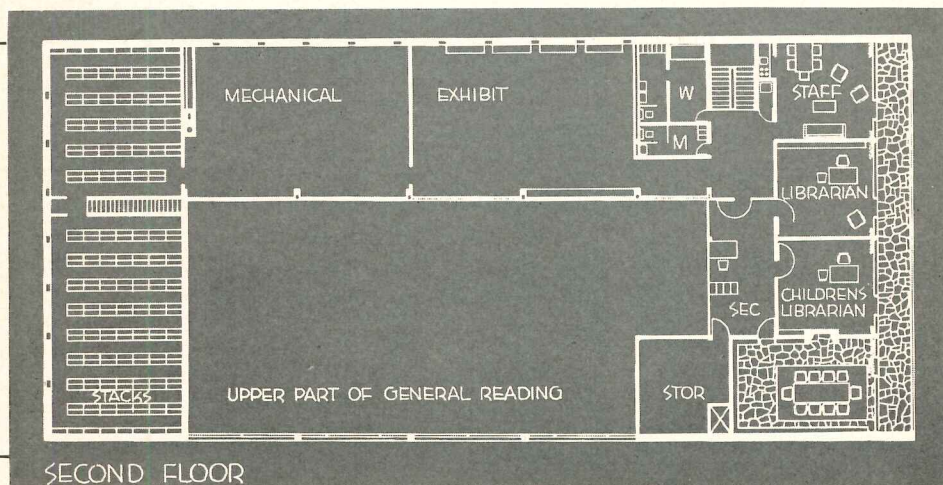 MECHANICAL
EXHIBIT
W
M
STAFF
LIBRARIAN
CHILDRENS
LIBRARIAN
SEC
STACKS
UPPER PART OF GENERAL READING
STOR
SECOND FLOOR